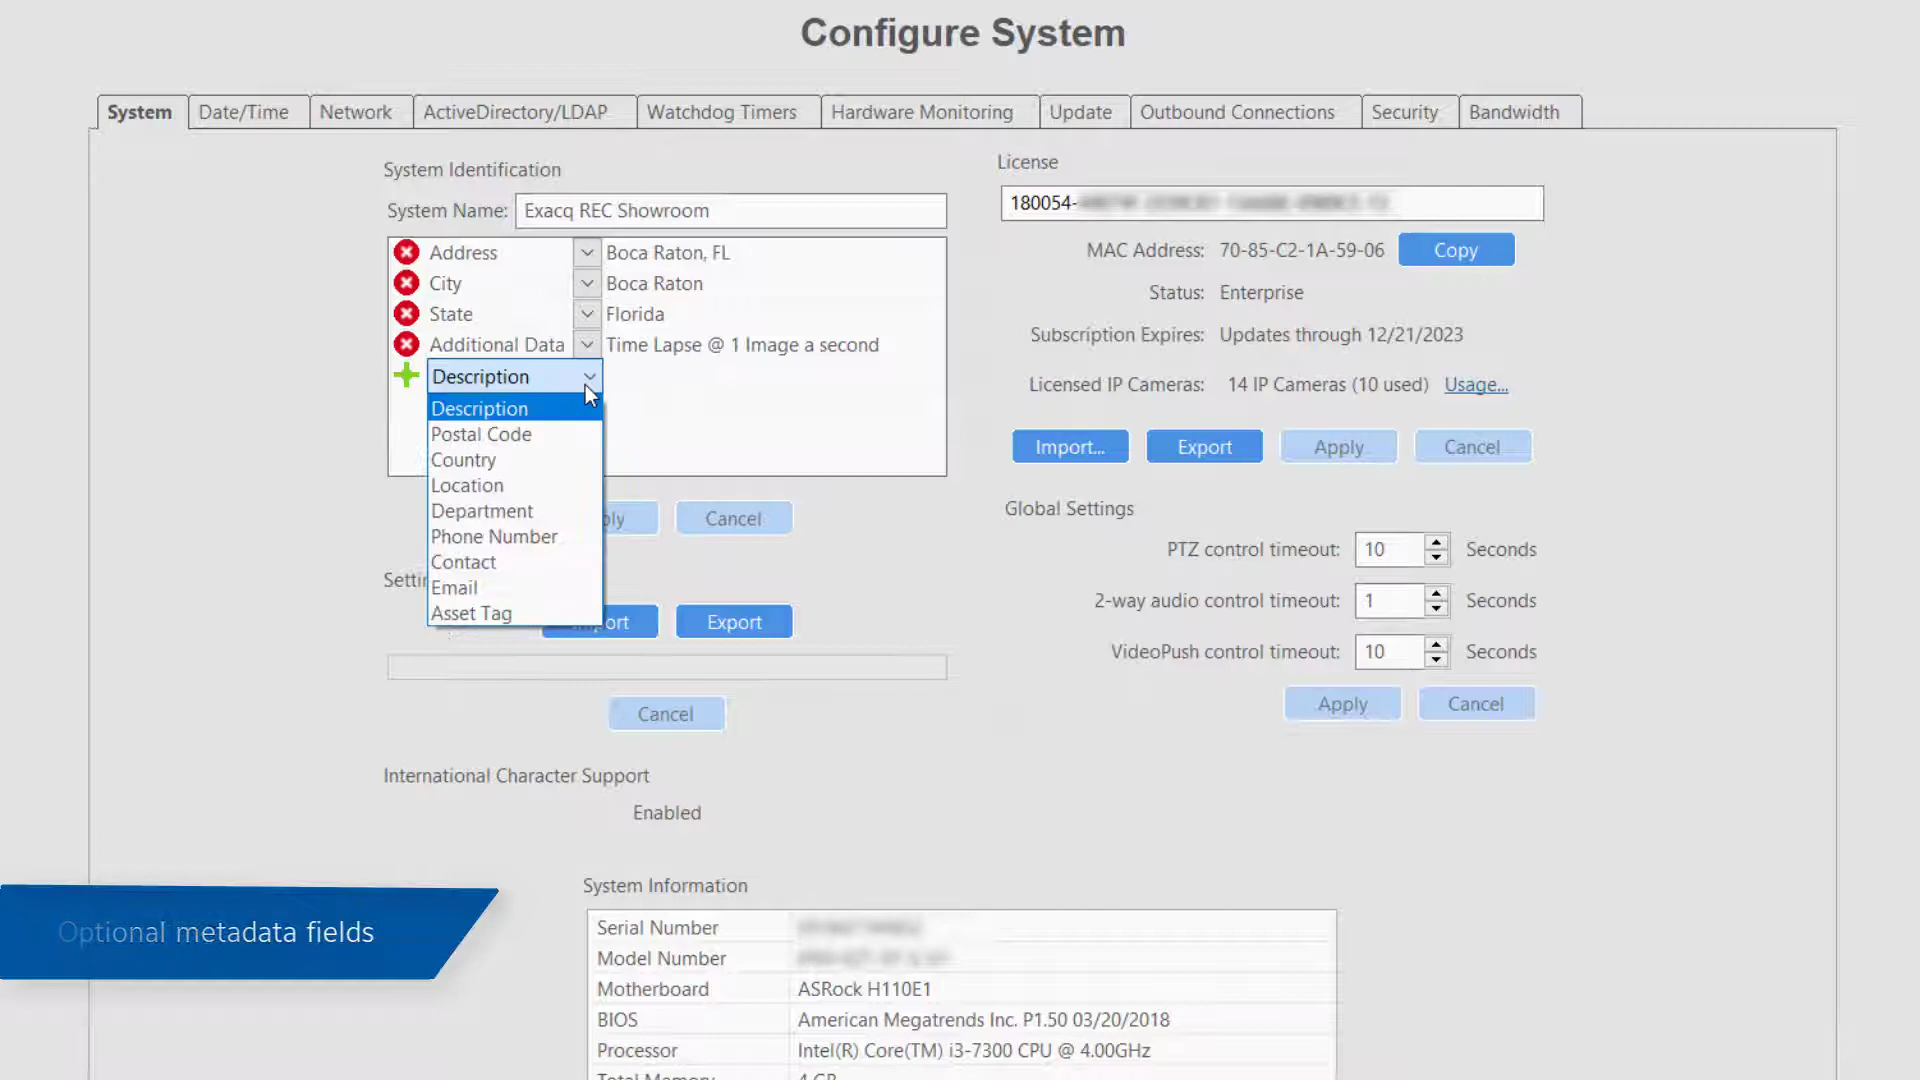 Configure System
System Date/Time Network ActiveDirectory/LDAP Watchdog Timers Hardware Monitoring Update Outbound Connections Security Bandwidth
System Identification
System Name: Exacq REC Showroom
Address Boca Raton, FL
City Boca Raton
State Florida
Additional Data Time Lapse @ 1 Image a second
Description
Description
Postal Code
Country
Location
Department
Phone Number
Contact
Email
Asset Tag
Cancel
Export
Cancel
International Character Support
Enabled
License
180054-
MAC Address: 70-85-C2-1A-59-06 Copy
Status: Enterprise
Subscription Expires: Updates through 12/21/2023
Licensed IP Cameras: 14 IP Cameras (10 used) Usage...
Import... Export Apply Cancel
Global Settings
PTZ control timeout: 10 Seconds
2-way audio control timeout: 1 Seconds
VideoPush control timeout: 10 Seconds
Apply Cancel
Optional metadata fields
System Information
Serial Number
Model Number
Motherboard ASRock H110E1
BIOS American Megatrends Inc. P1.50 03/20/2018
Processor Intel(R) Core(TM) i3-7300 CPU @ 4.00GHz
Total Memory 4 GB